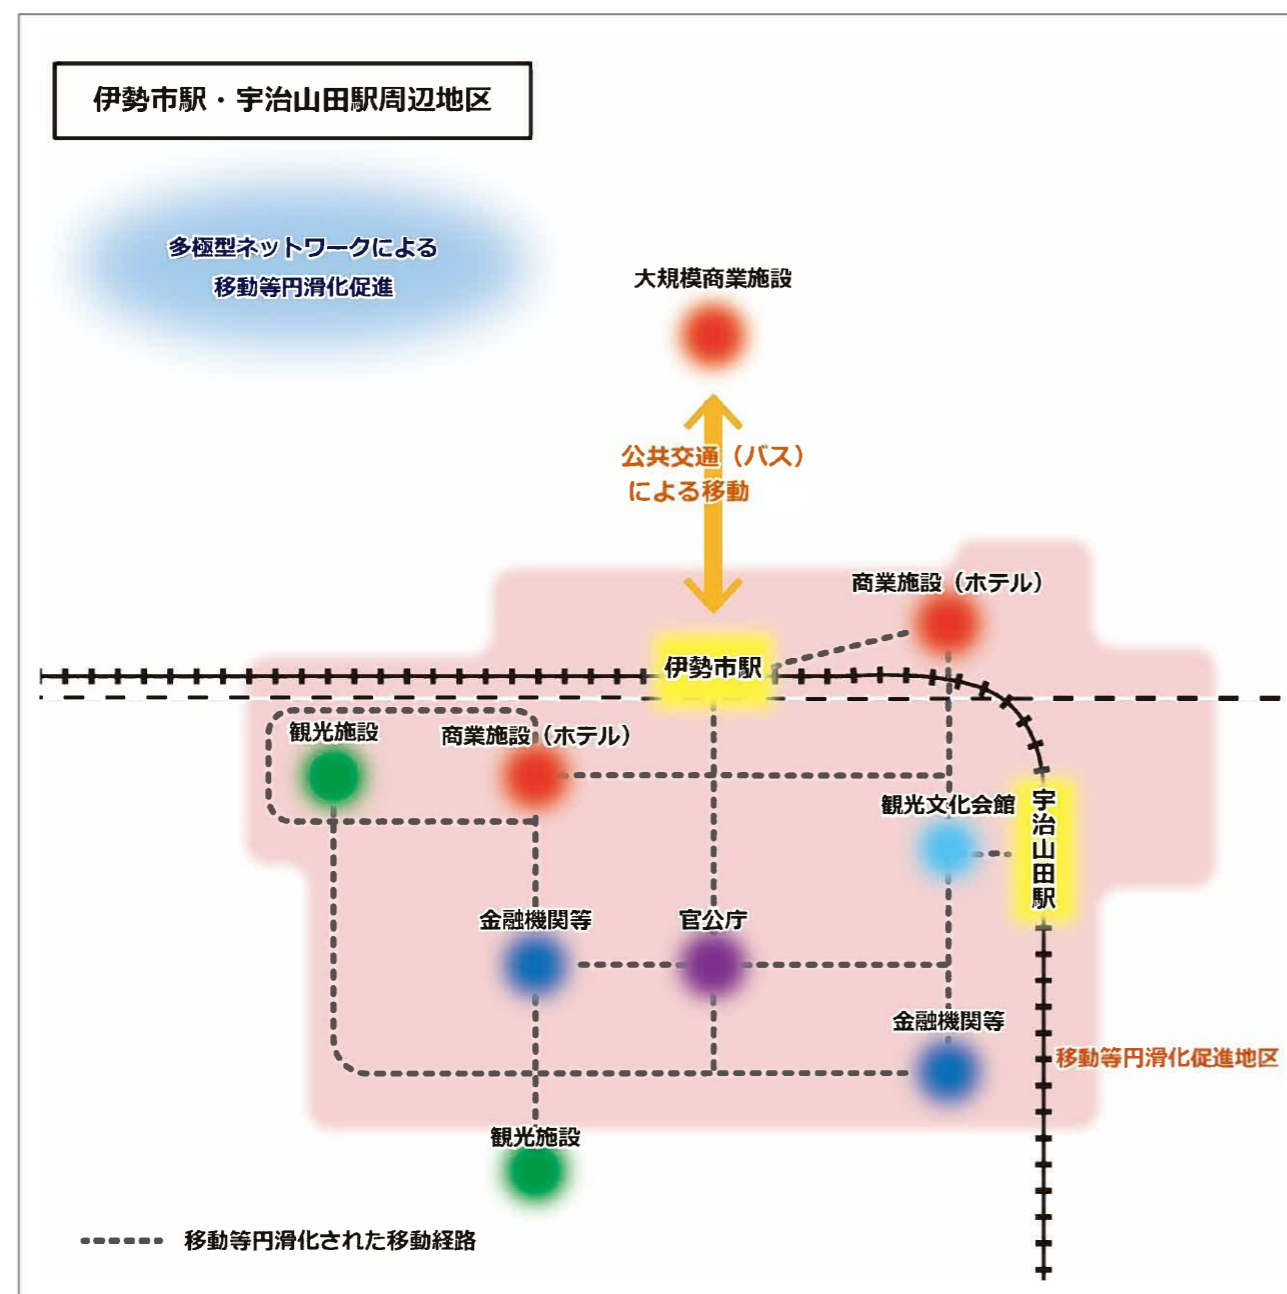 伊勢市駅・宇治山田駅周辺地区
多極型ネットワークによる
移動等円滑化促進
大規模商業施設
公共交通（バス）
による移動
商業施設（ホテル）
伊勢市駅
観光施設
商業施設（ホテル）
観光文化会館
宇治山田駅
金融機関等
官公庁
金融機関等
移動等円滑化促進地区
観光施設
移動等円滑化された移動経路